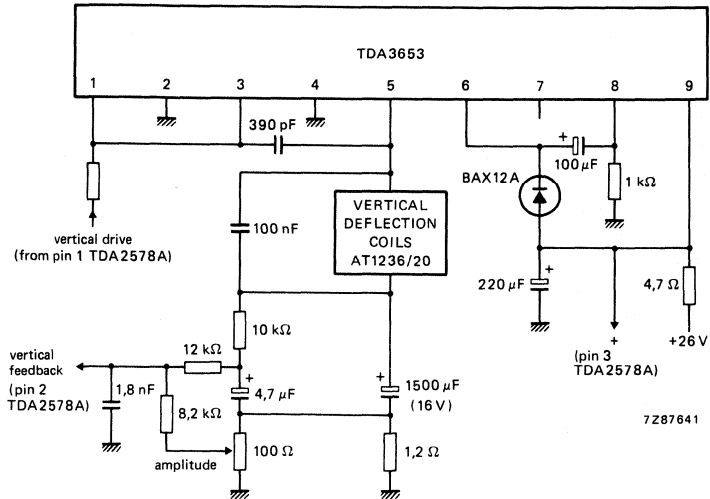 TDA3653
1 2 3 4 5 6 7 8 9
390 pF
+
100 µF
BAX12A
1 kΩ
VERTICAL
DEFLECTION
COILS
AT1236/20
100 nF
vertical drive
(from pin 1 TDA2578A)
+
220 µF
4,7 Ω
10 kΩ
12 kΩ
+
(pin 3
TDA2578A)
+26 V
vertical
feedback
(pin 2
TDA2578A)
1,8 nF
+
4,7 µF
+
1500 µF
(16 V)
8,2 kΩ
7Z87641
amplitude
100 Ω
1,2 Ω